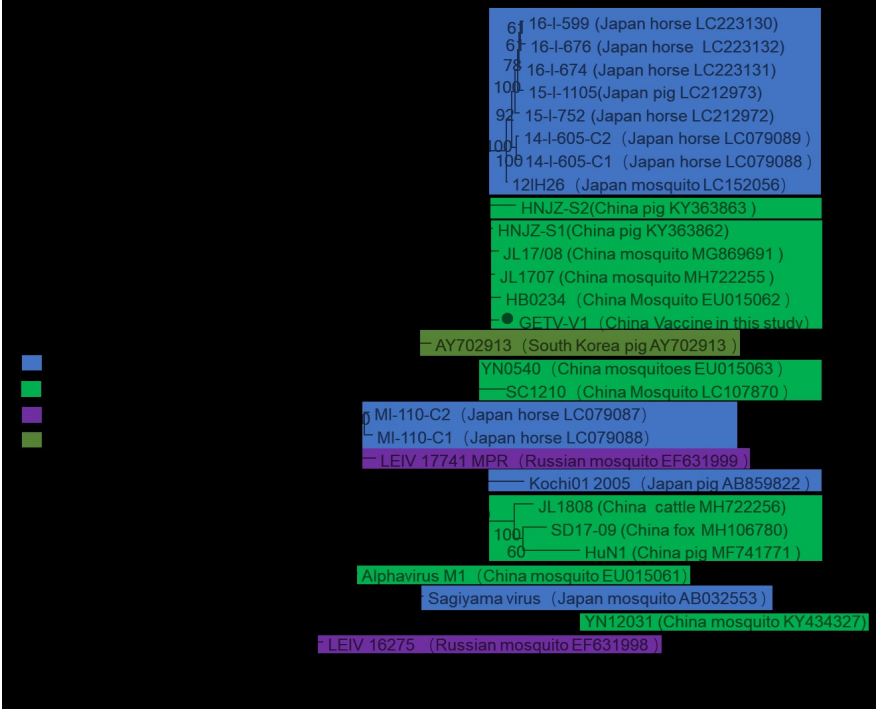 61 16-I-599 (Japan horse LC223130)
61 16-I-676 (Japan horse LC223132)
78 16-I-674 (Japan horse LC223131)
100 15-I-1105(Japan pig LC212973)
92 15-I-752 (Japan horse LC212972)
100 14-I-605-C2 (Japan horse LC079089 )
100 14-I-605-C1 (Japan horse LC079088 )
12IH26 (Japan mosquito LC152056)
HNJZ-S2(China pig KY363863 )
HNJZ-S1(China pig KY363862)
JL17/08 (China mosquito MG869691 )
JL1707 (China mosquito MH722255 )
HB0234 (China Mosquito EU015062 )
GETV-V1 (China Vaccine in this study)
AY702913 (South Korea pig AY702913 )
YN0540 (China mosquitoes EU015063 )
SC1210 (China Mosquito LC107870 )
MI-110-C2 (Japan horse LC079087)
MI-110-C1 (Japan horse LC079088)
LEIV 17741 MPR (Russian mosquito EF631999 )
Kochi01 2005 (Japan pig AB859822 )
JL1808 (China cattle MH722256)
100 SD17-09 (China fox MH106780)
60 HuN1 (China pig MF741771 )
Alphavirus M1 (China mosquito EU015061)
Sagiyama virus (Japan mosquito AB032553 )
YN12031 (China mosquito KY434327)
LEIV 16275 (Russian mosquito EF631998 )